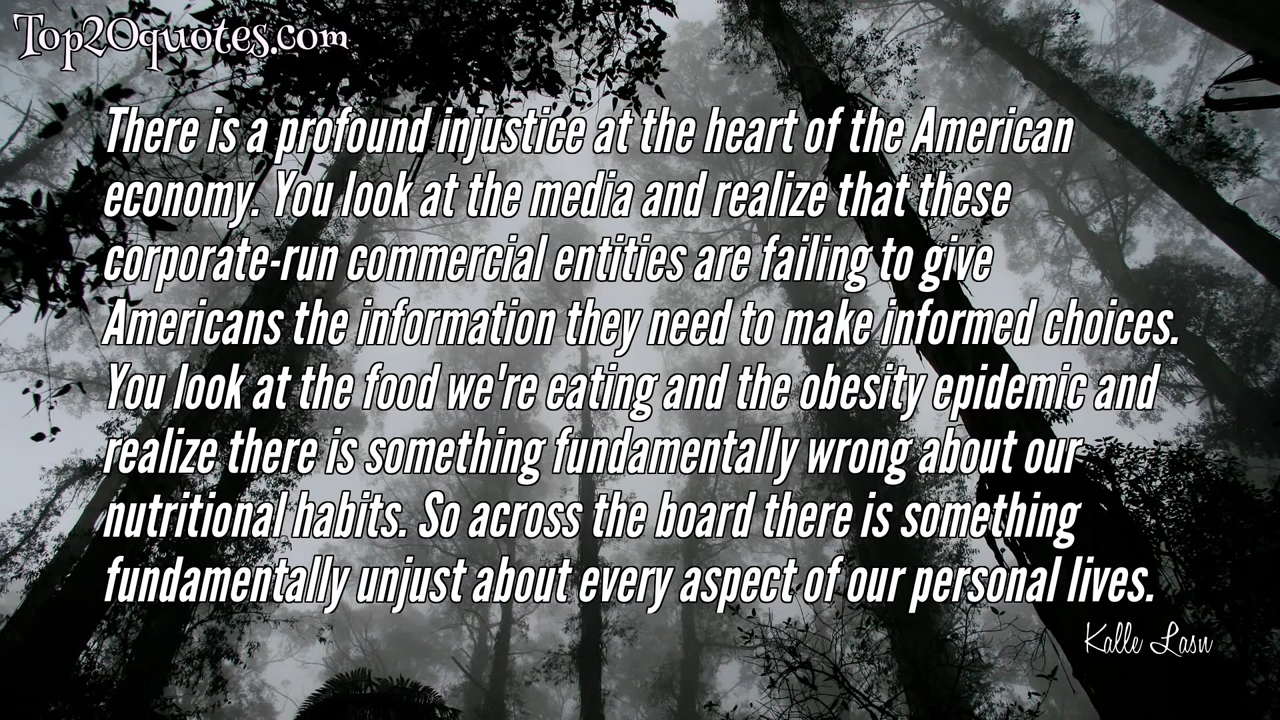 Top20quotes.com
There is a profound injustice at the heart of the American
economy. You look at the media and realize that these
corporate-run commercial entities are failing to give
Americans the information they need to make informed choices.
You look at the food we're eating and the obesity epidemic and
realize there is something fundamentally wrong about our
nutritional habits. So across the board there is something
fundamentally unjust about every aspect of our personal lives.
Kalle Lasn